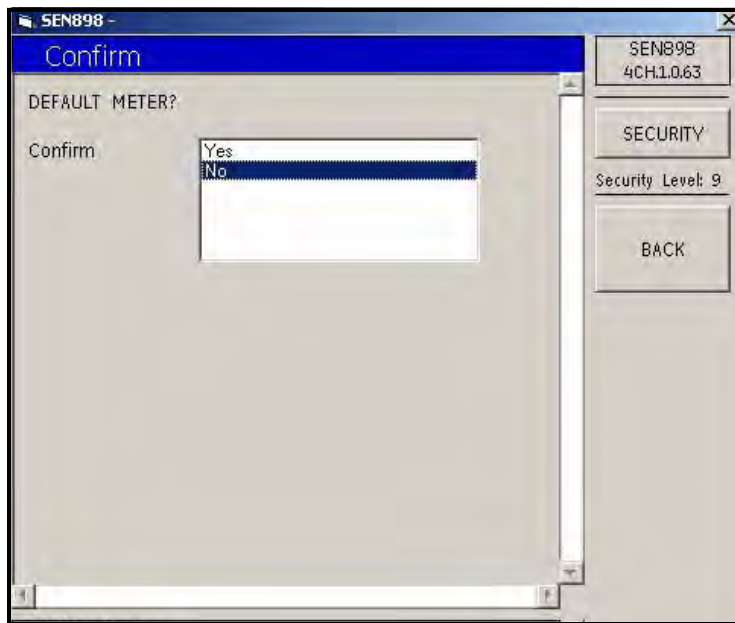 SEN898 -
Confirm
DEFAULT METER?
Confirm
Yes
No
SEN898
4CH.1.0.63
SECURITY
Security Level: 9
BACK